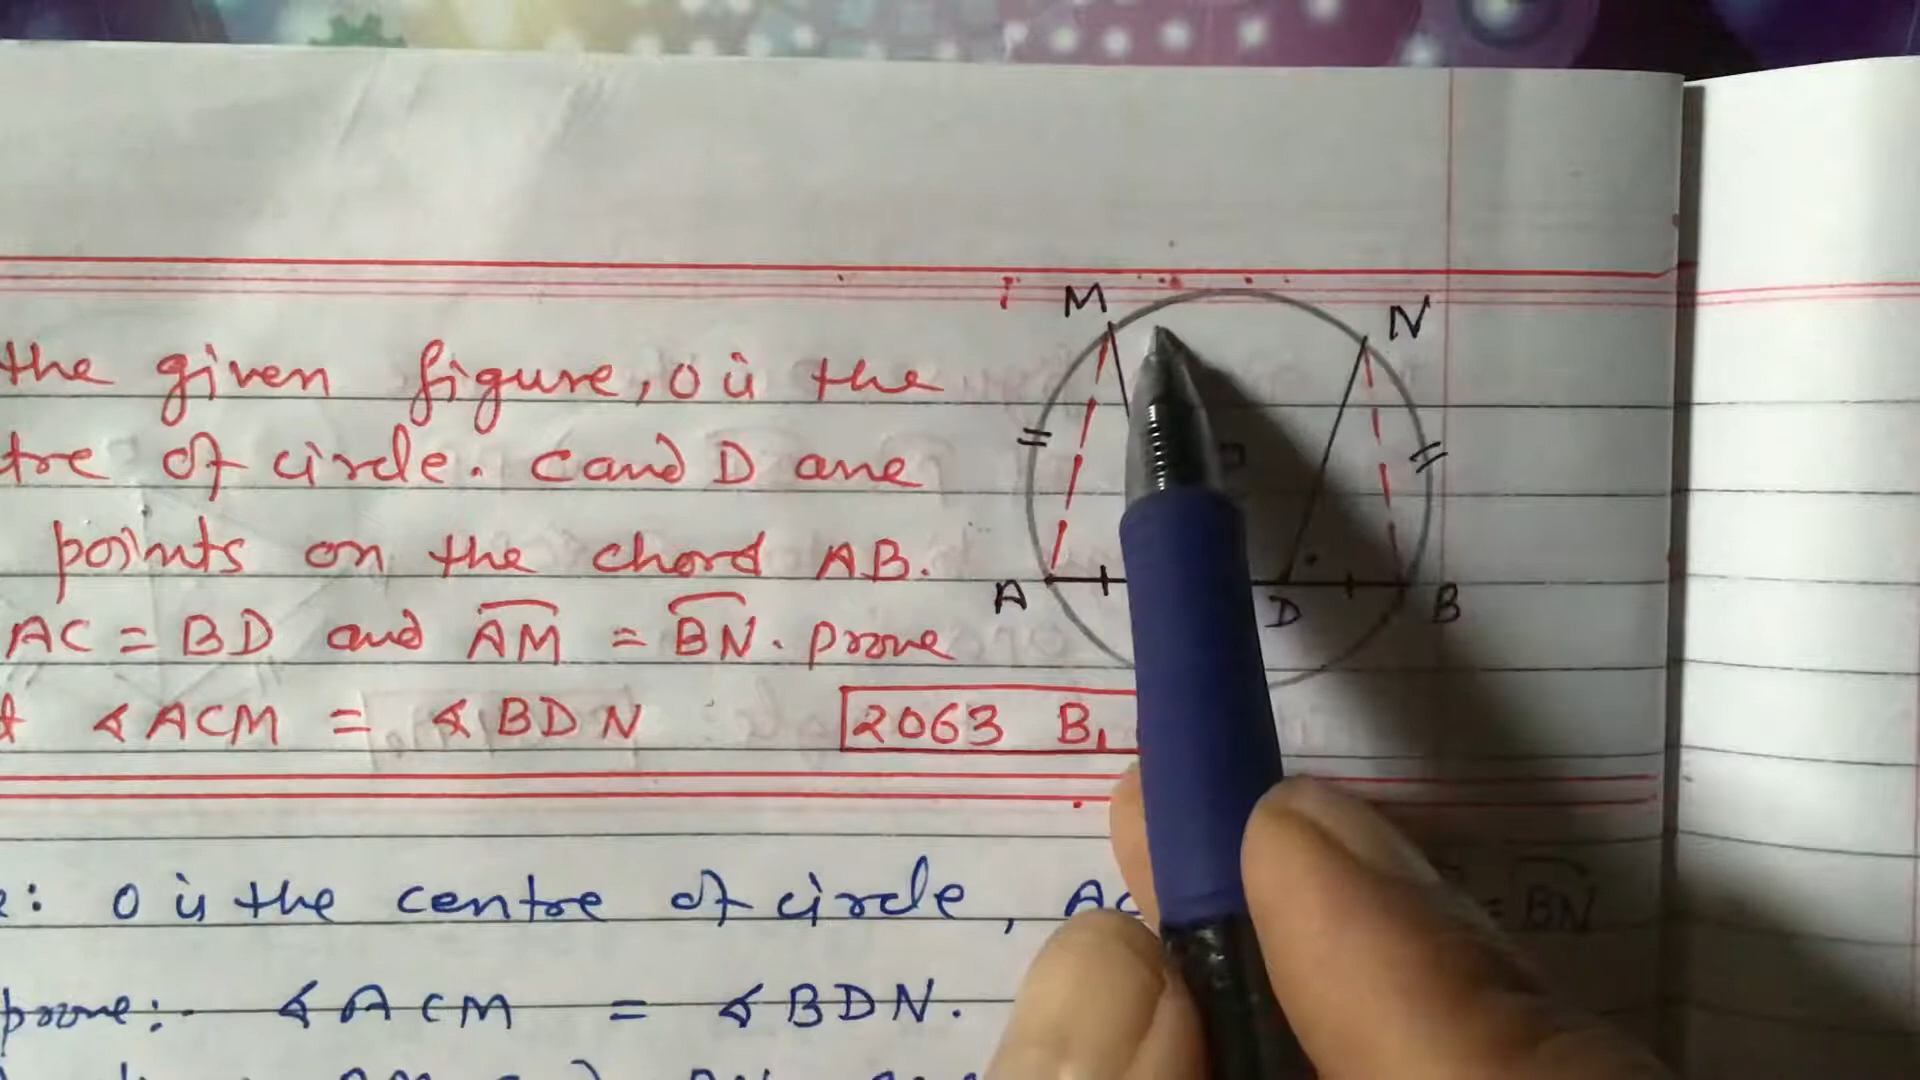 the given figure, O is the
tre of circle. C and D are
points on the chord AB.
AC = BD and AM = BN. prove
∢ACM = ∢BDN
2063 B,
M
N
A
D
B
: O is the centre of circle, AC = BN
prove:- ∢ACM = ∢BDN.